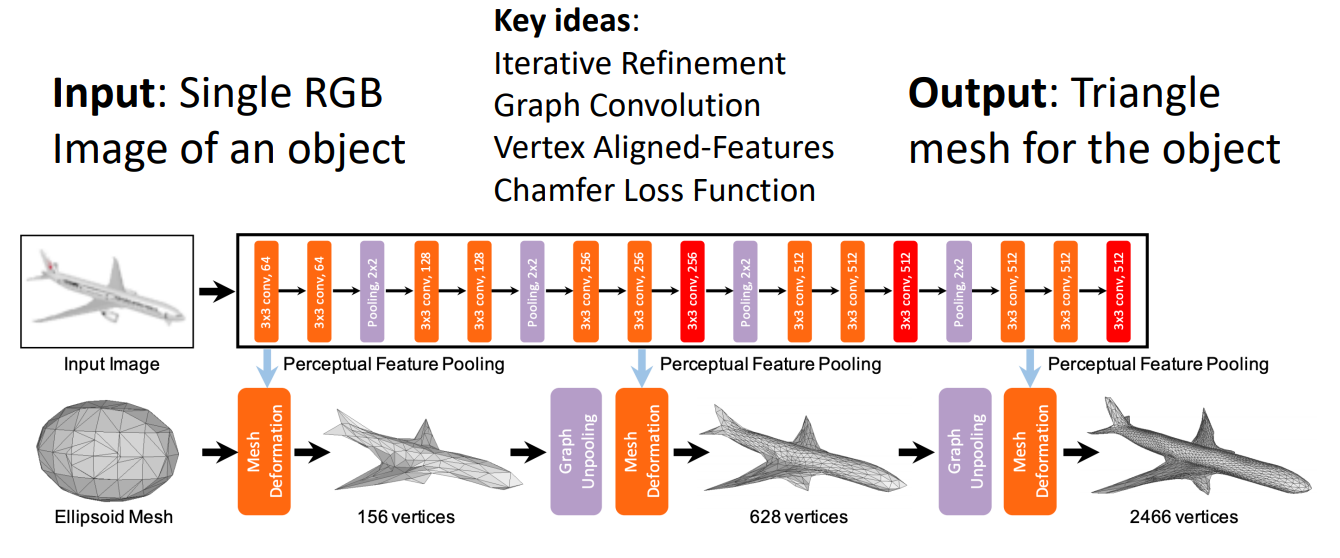 Key ideas:
Iterative Refinement
Graph Convolution
Vertex Aligned-Features
Chamfer Loss Function
Input: Single RGB
Image of an object
Output: Triangle
mesh for the object
3x3 conv, 64
3x3 conv, 64
Pooling, 2x2
3x3 conv, 128
3x3 conv, 128
Pooling, 2x2
3x3 conv, 256
3x3 conv, 256
3x3 conv, 256
Pooling, 2x2
3x3 conv, 512
3x3 conv, 512
3x3 conv, 512
Pooling, 2x2
3x3 conv, 512
3x3 conv, 512
3x3 conv, 512
Input Image
Perceptual Feature Pooling
Perceptual Feature Pooling
Perceptual Feature Pooling
Mesh
Deformation
Graph
Unpooling
Mesh
Deformation
Graph
Unpooling
Mesh
Deformation
Ellipsoid Mesh
156 vertices
628 vertices
2466 vertices